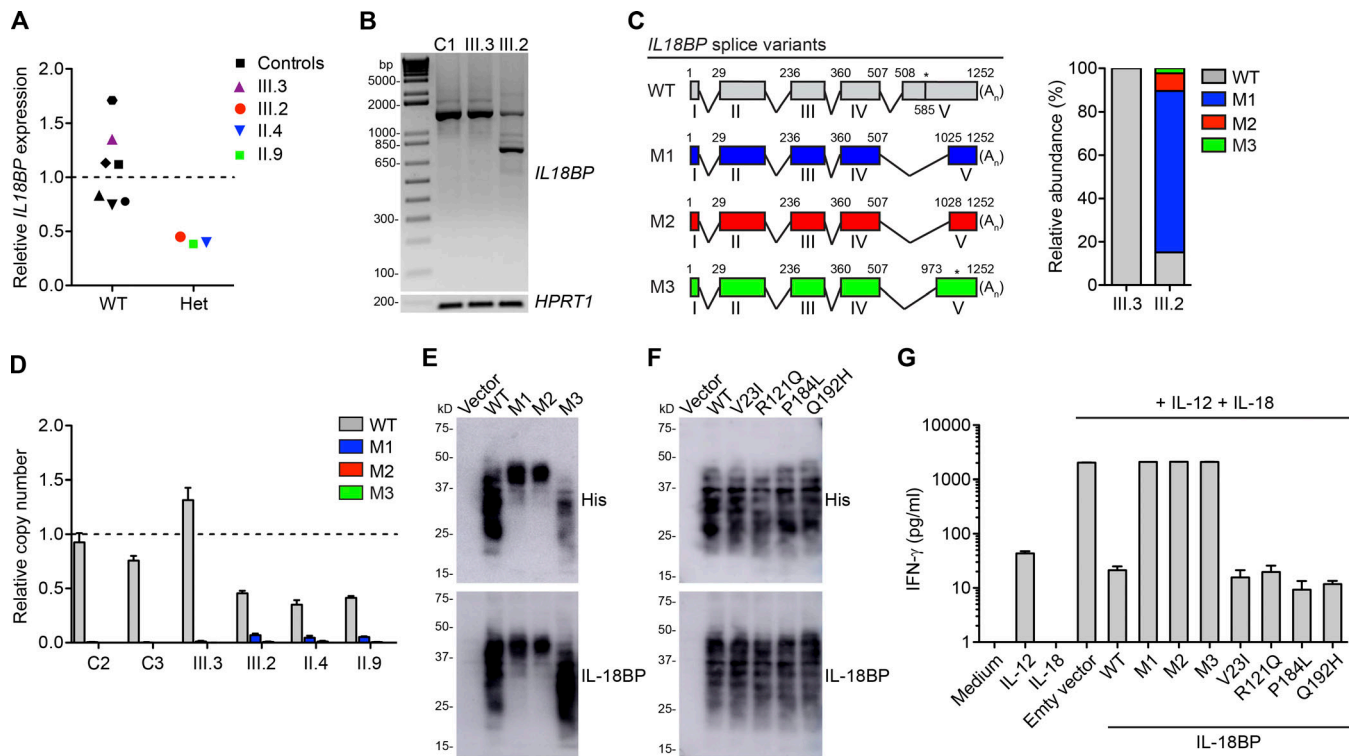 A
Reletive IL18BP expression
2.0
1.5
1.0
0.5
0.0
WT Het
Controls
III.3
III.2
II.4
II.9
B
C1 III.3 III.2
bp
5000-
2000-
1000-
850-
650-
300-
200-
100-
200-
IL18BP
HPRT1
C
IL18BP splice variants
1 29 236 360 507 508 * 1252
WT (An)
585
I II III IV V
1 29 236 360 507 1025 1252
M1 (An)
I II III IV V
1 29 236 360 507 1028 1252
M2 (An)
I II III IV V
1 29 236 360 507 973 * 1252
M3 (An)
I II III IV V
Relative abundance (%)
100
80
60
40
20
0
III.3 III.2
WT
M1
M2
M3
D
Relative copy number
2.0
1.5
1.0
0.5
0.0
C2 C3 III.3 III.2 II.4 II.9
WT
M1
M2
M3
E
Vector WT M1 M2 M3
kD
75-
50-
37-
25-
15-
His
kD
75-
50-
37-
25-
15-
IL-18BP
F
Vector WT V23I R121Q P184L Q192H
kD
75-
50-
37-
25-
15-
His
kD
75-
50-
37-
25-
15-
IL-18BP
G
+ IL-12 + IL-18
IFN-γ (pg/ml)
10000
1000
100
10
1
Medium IL-12 IL-18 Emty vector WT M1 M2 M3 V23I R121Q P184L Q192H
IL-18BP